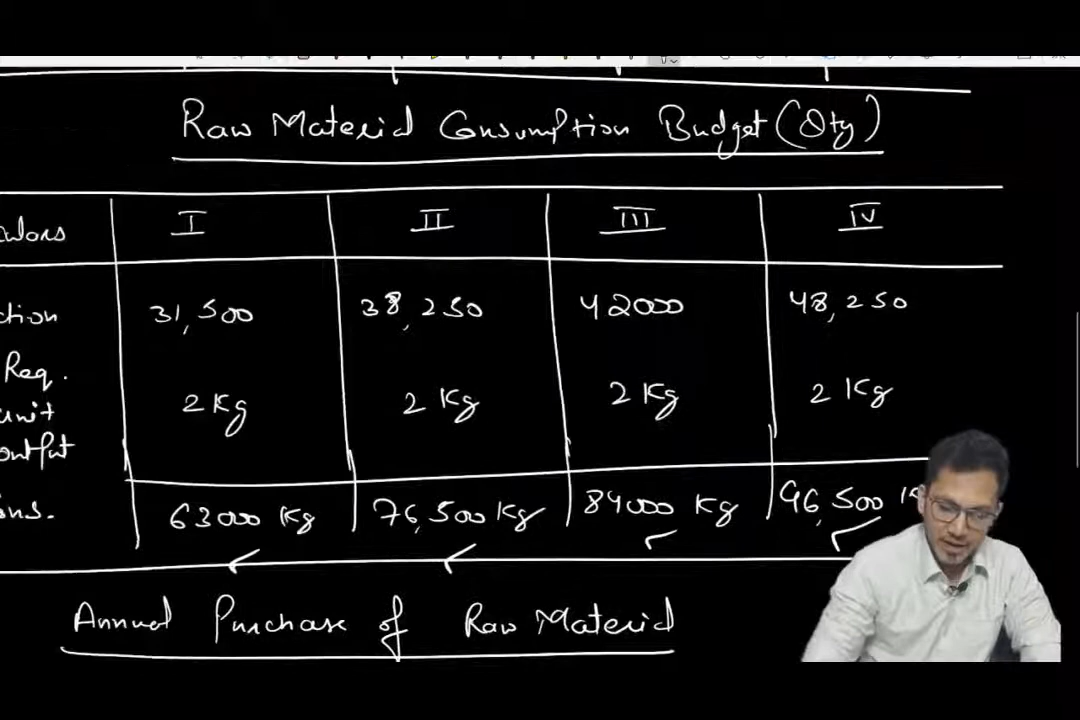 Raw Material Consumption Budget (Qty)
I II III IV
31,500 38,250 42000 48,250
Req. 2 Kg 2 Kg 2 Kg 2 Kg
unit
output
63000 Kg 76,500 Kg 84000 Kg 96,500
Annual Purchase of Raw Material